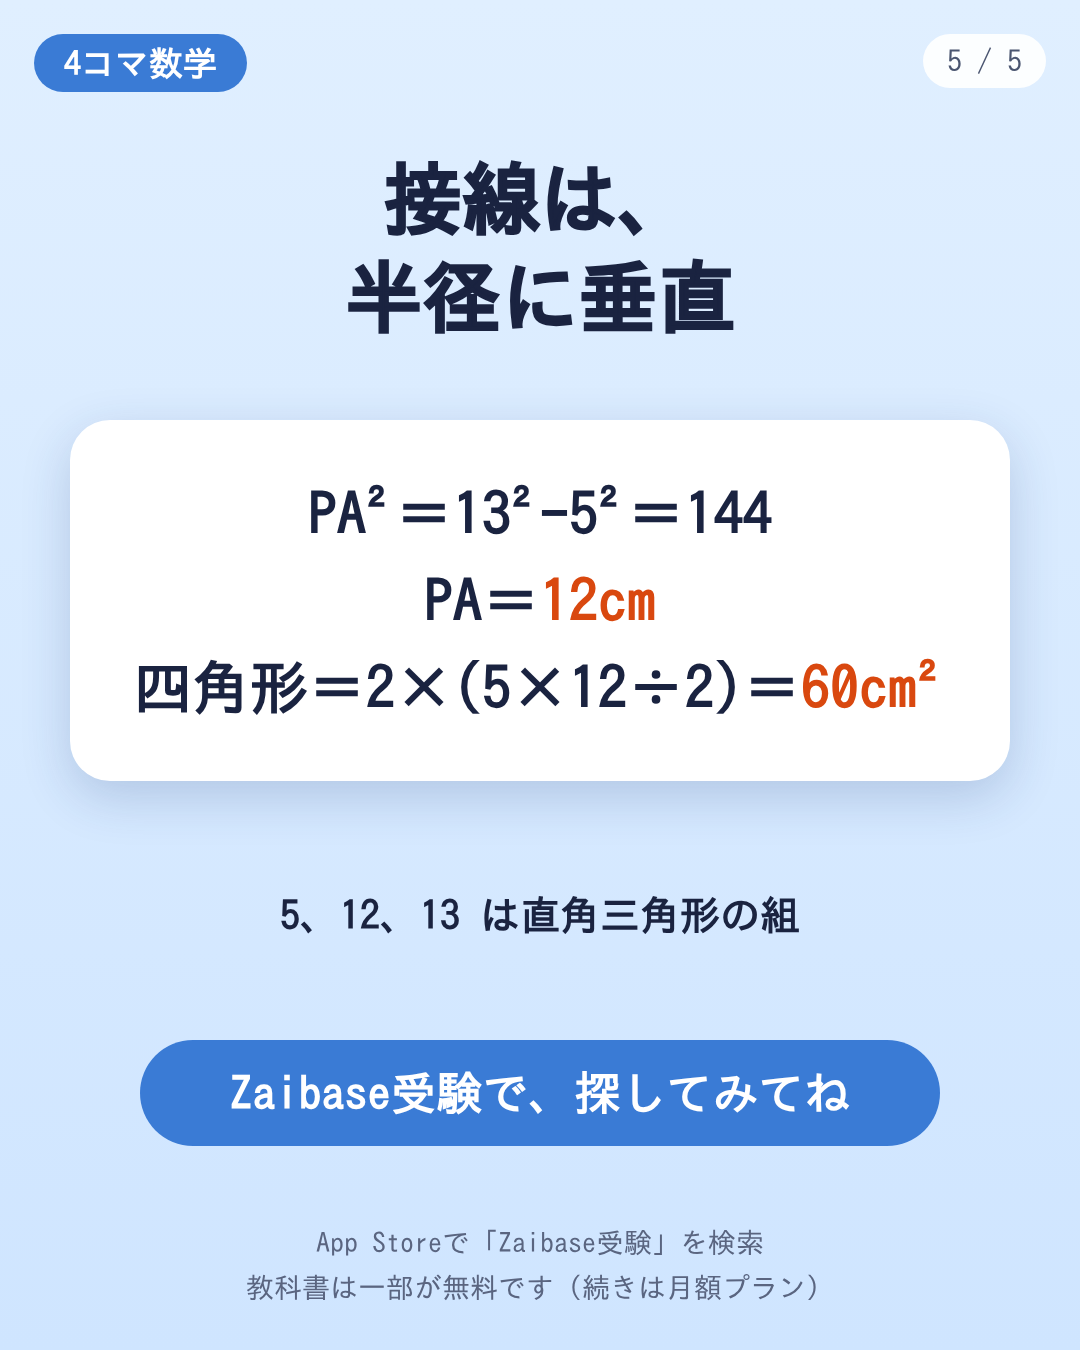 4コマ数学
5 / 5
接線は、
半径に垂直
PA²＝13²−5²＝144
PA＝12cm
四角形＝2×(5×12÷2)＝60cm²
5、12、13 は直角三角形の組
Zaibase受験で、探してみてね
App Storeで「Zaibase受験」を検索
教科書は一部が無料です（続きは月額プラン）